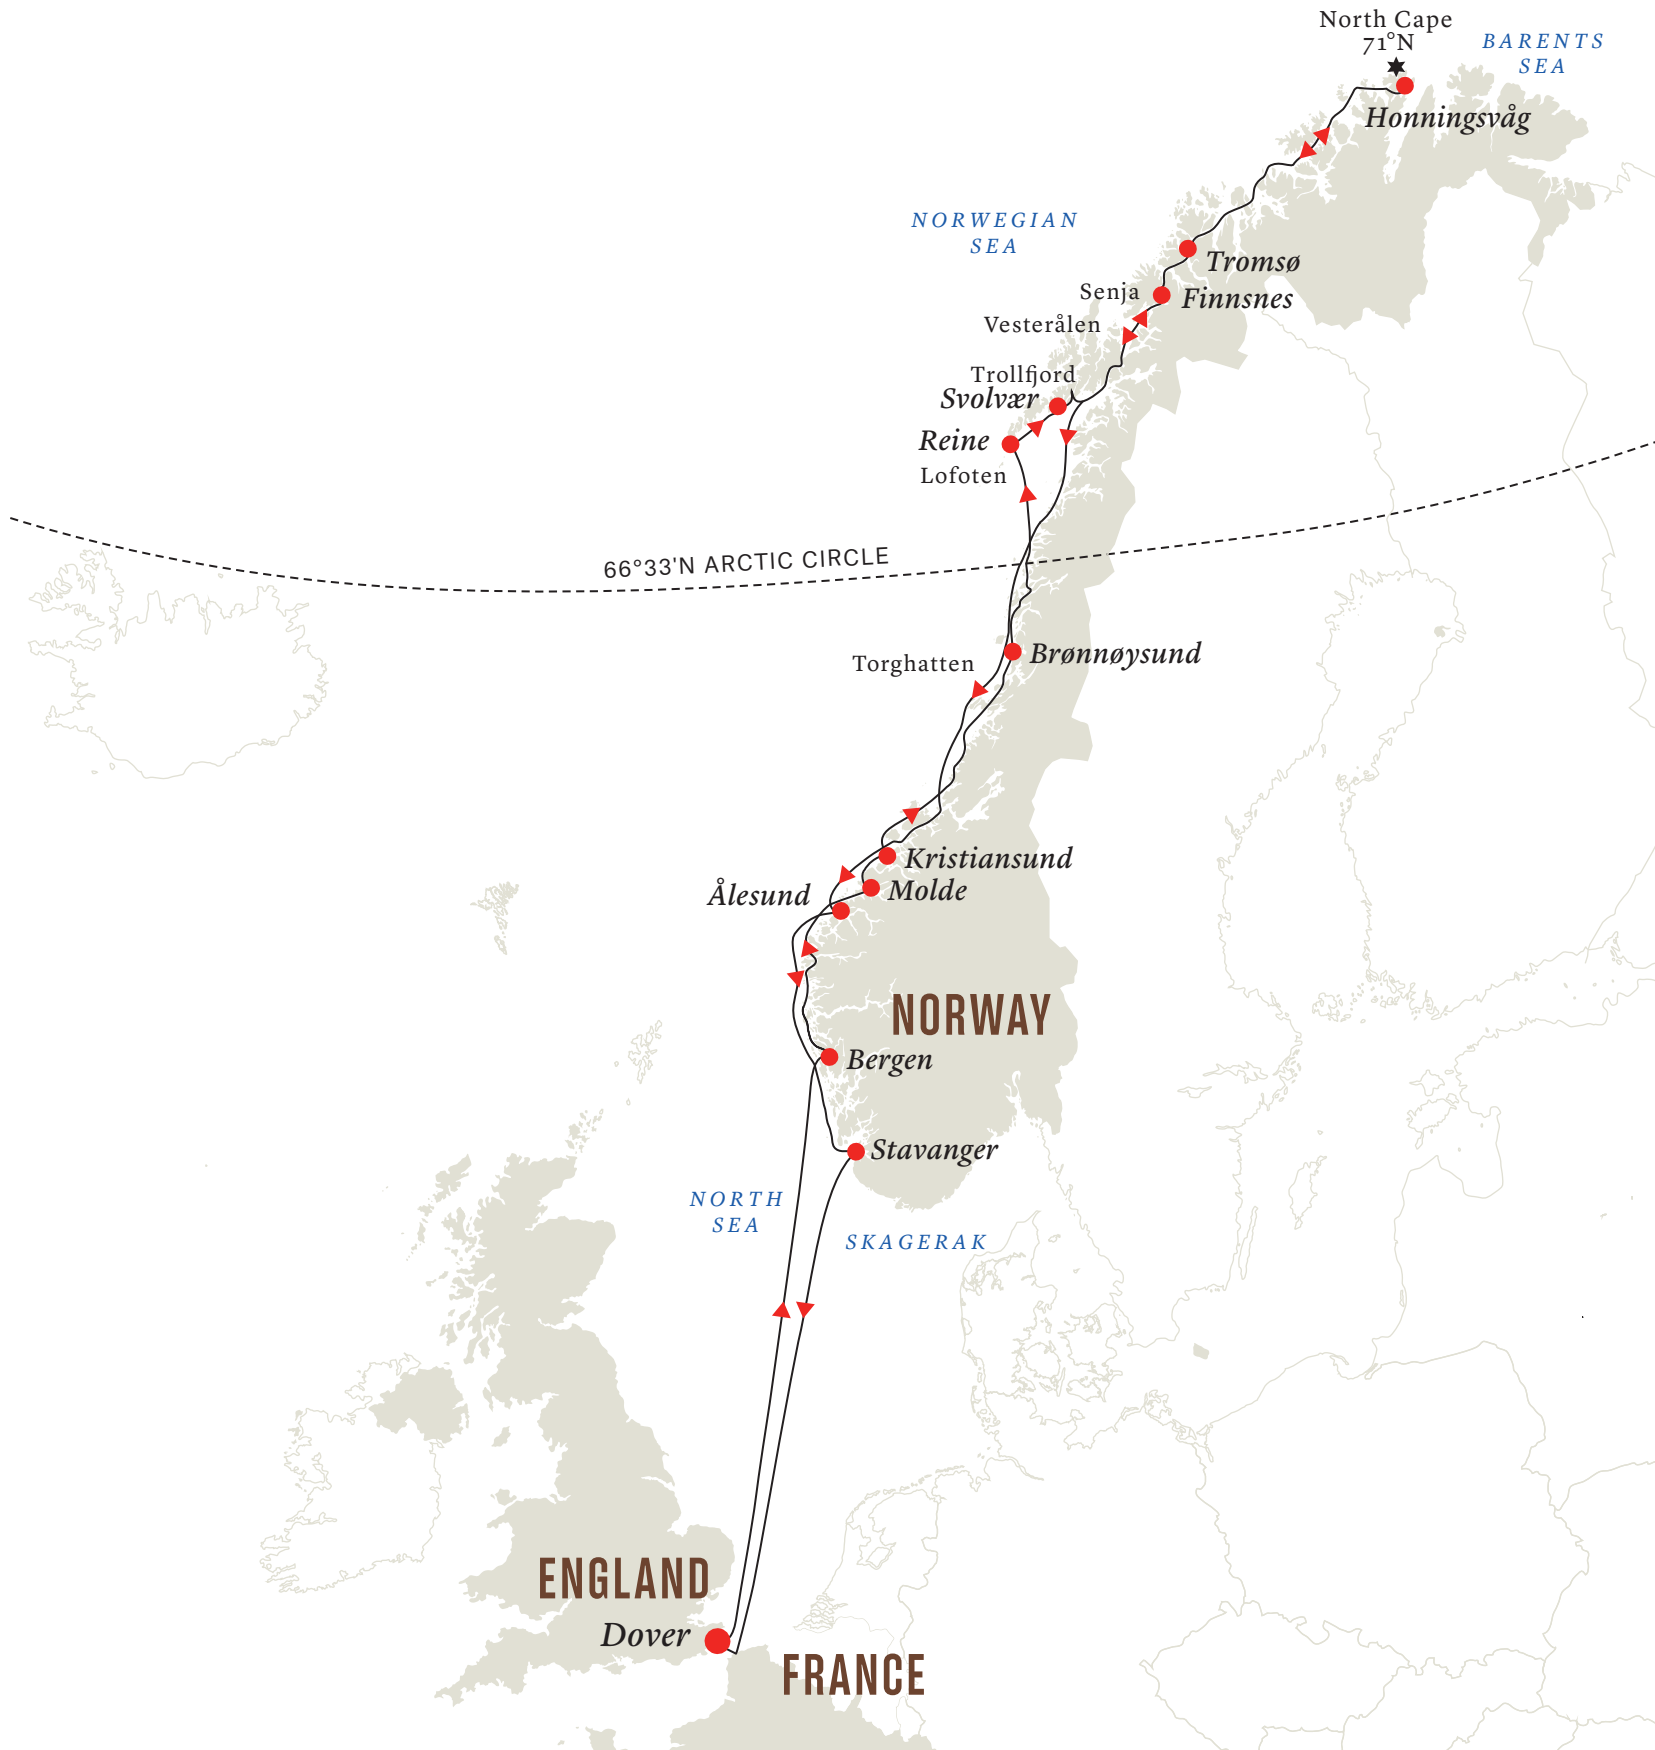 North Cape
71°N
BARENTS
SEA
Honningsvåg
NORWEGIAN
SEA
Tromsø
Senja
Finnsnes
Vesterålen
Trollfjord
Svolvær
Reine
Lofoten
66°33'N ARCTIC CIRCLE
Torghatten
Brønnøysund
Kristiansund
Molde
Ålesund
NORWAY
Bergen
Stavanger
NORTH
SEA
SKAGERAK
ENGLAND
Dover
FRANCE